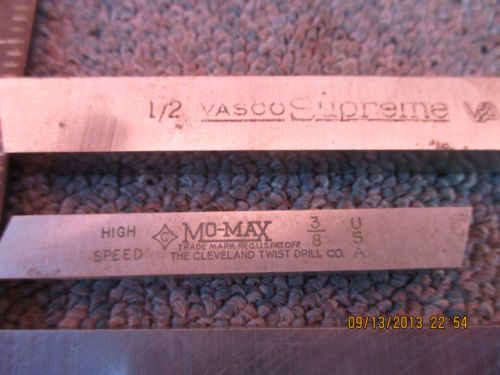 1/2 VASCO Supreme VA
HIGH SPEED
MO-MAX
TRADE MARK REG.U.S.PAT.OFF.
THE CLEVELAND TWIST DRILL CO.
3/8
USA
09/13/2013 22:54